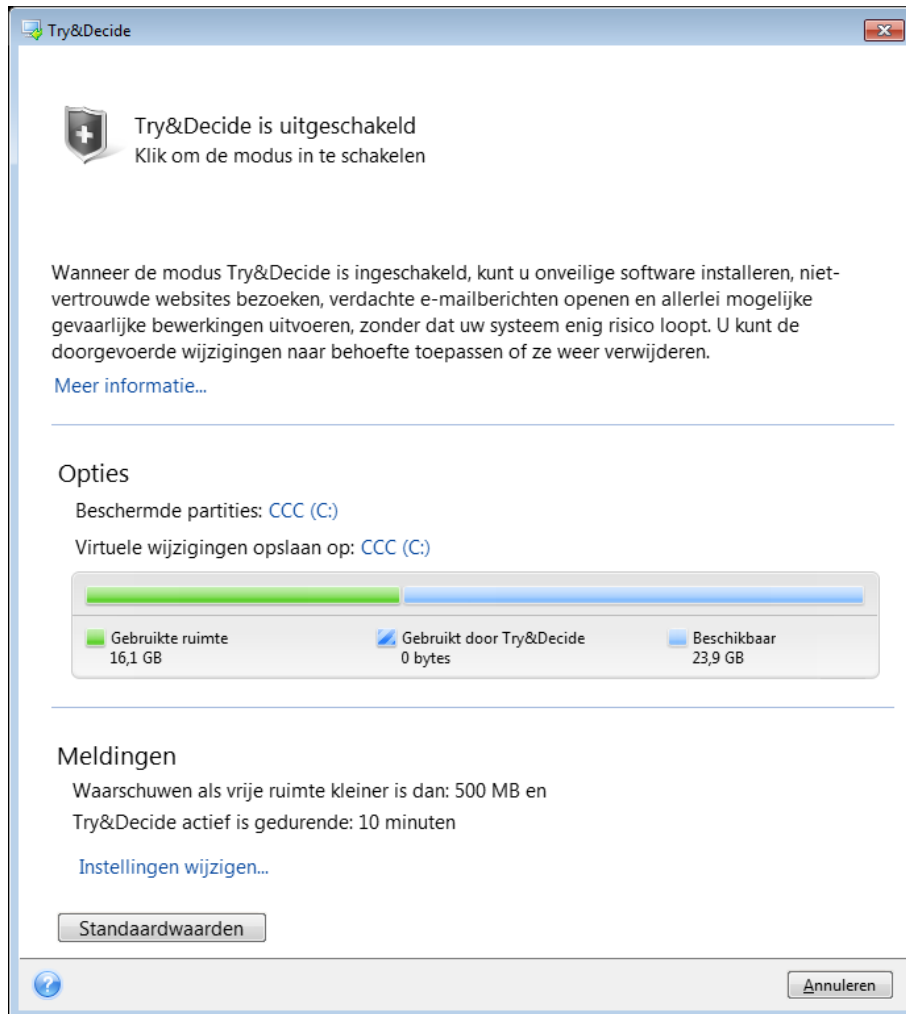 Try&Decide
Try&Decide is uitgeschakeld
Klik om de modus in te schakelen
Wanneer de modus Try&Decide is ingeschakeld, kunt u onveilige software installeren, niet-
vertrouwde websites bezoeken, verdachte e-mailberichten openen en allerlei mogelijke
gevaarlijke bewerkingen uitvoeren, zonder dat uw systeem enig risico loopt. U kunt de
doorgevoerde wijzigingen naar behoefte toepassen of ze weer verwijderen.
Meer informatie...
Opties
Beschermde partities: CCC (C:)
Virtuele wijzigingen opslaan op: CCC (C:)
Gebruikte ruimte
16,1 GB
Gebruikt door Try&Decide
0 bytes
Beschikbaar
23,9 GB
Meldingen
Waarschuwen als vrije ruimte kleiner is dan: 500 MB en
Try&Decide actief is gedurende: 10 minuten
Instellingen wijzigen...
Standaardwaarden
Annuleren